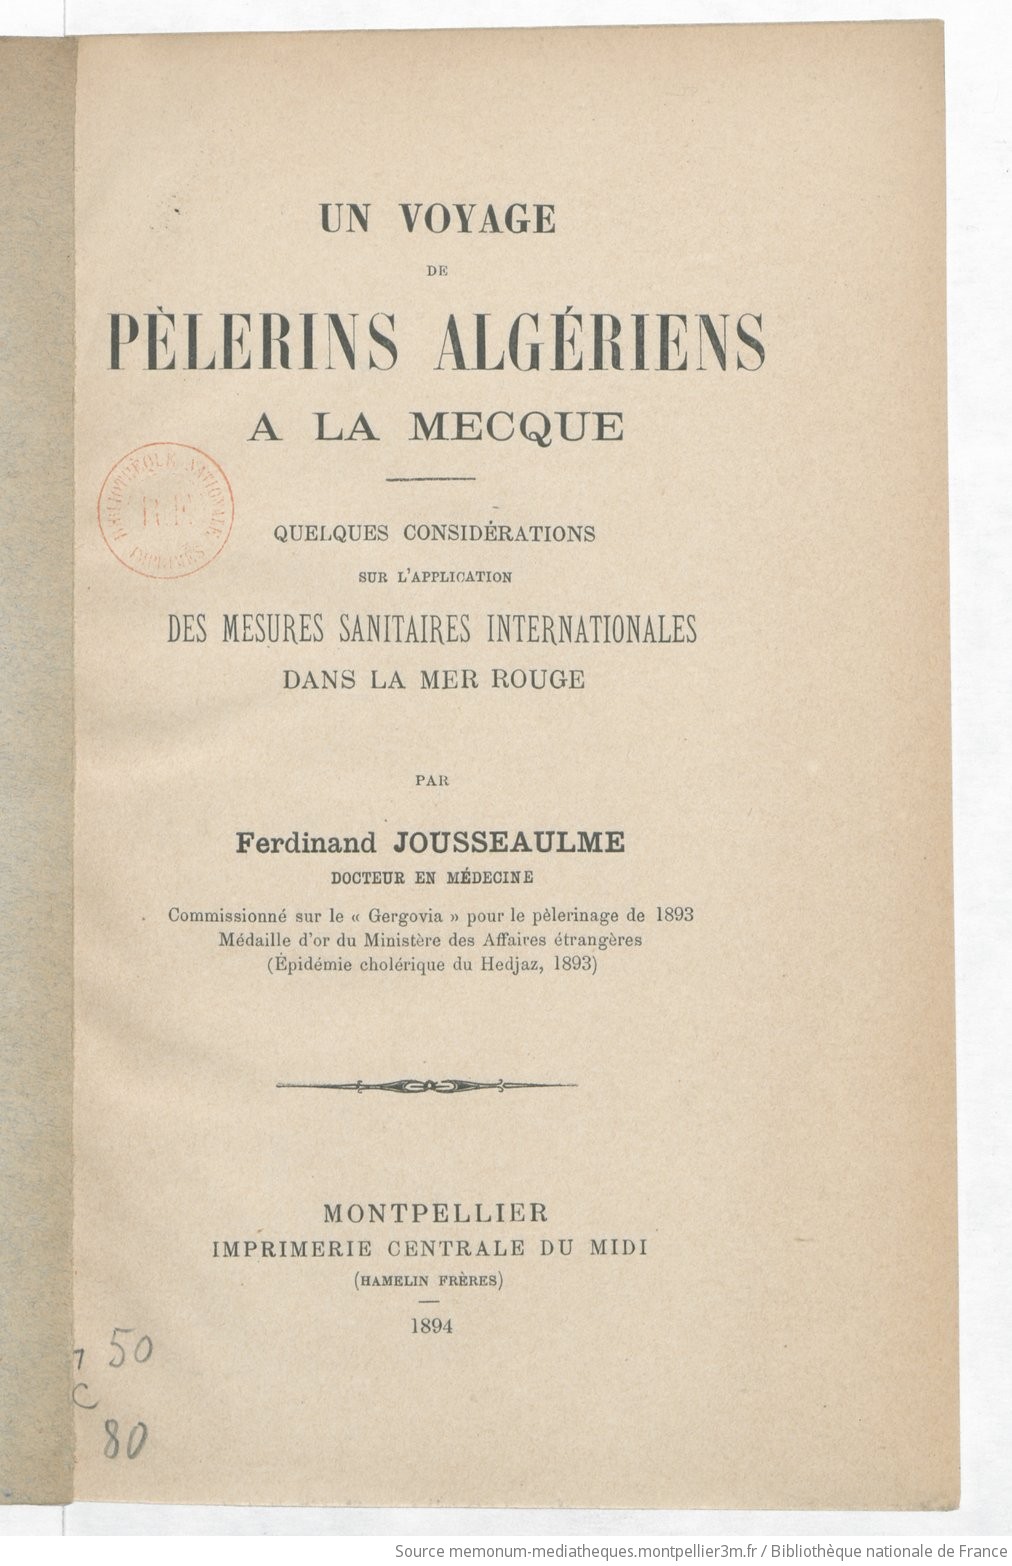 UN VOYAGE
DE
PÈLERINS ALGÉRIENS
A LA MECQUE
BIBLIOTHÈQUE NATIONALE
R.F.
IMPRIMÉS
QUELQUES CONSIDÉRATIONS
SUR L'APPLICATION
DES MESURES SANITAIRES INTERNATIONALES
DANS LA MER ROUGE
PAR
Ferdinand JOUSSEAULME
DOCTEUR EN MÉDECINE
Commissionné sur le « Gergovia » pour le pèlerinage de 1893
Médaille d'or du Ministère des Affaires étrangères
(Épidémie cholérique du Hedjaz, 1893)
MONTPELLIER
IMPRIMERIE CENTRALE DU MIDI
(HAMELIN FRÈRES)
1894
50
C
80
Source memonum-mediatheques.montpellier3m.fr / Bibliothèque nationale de France